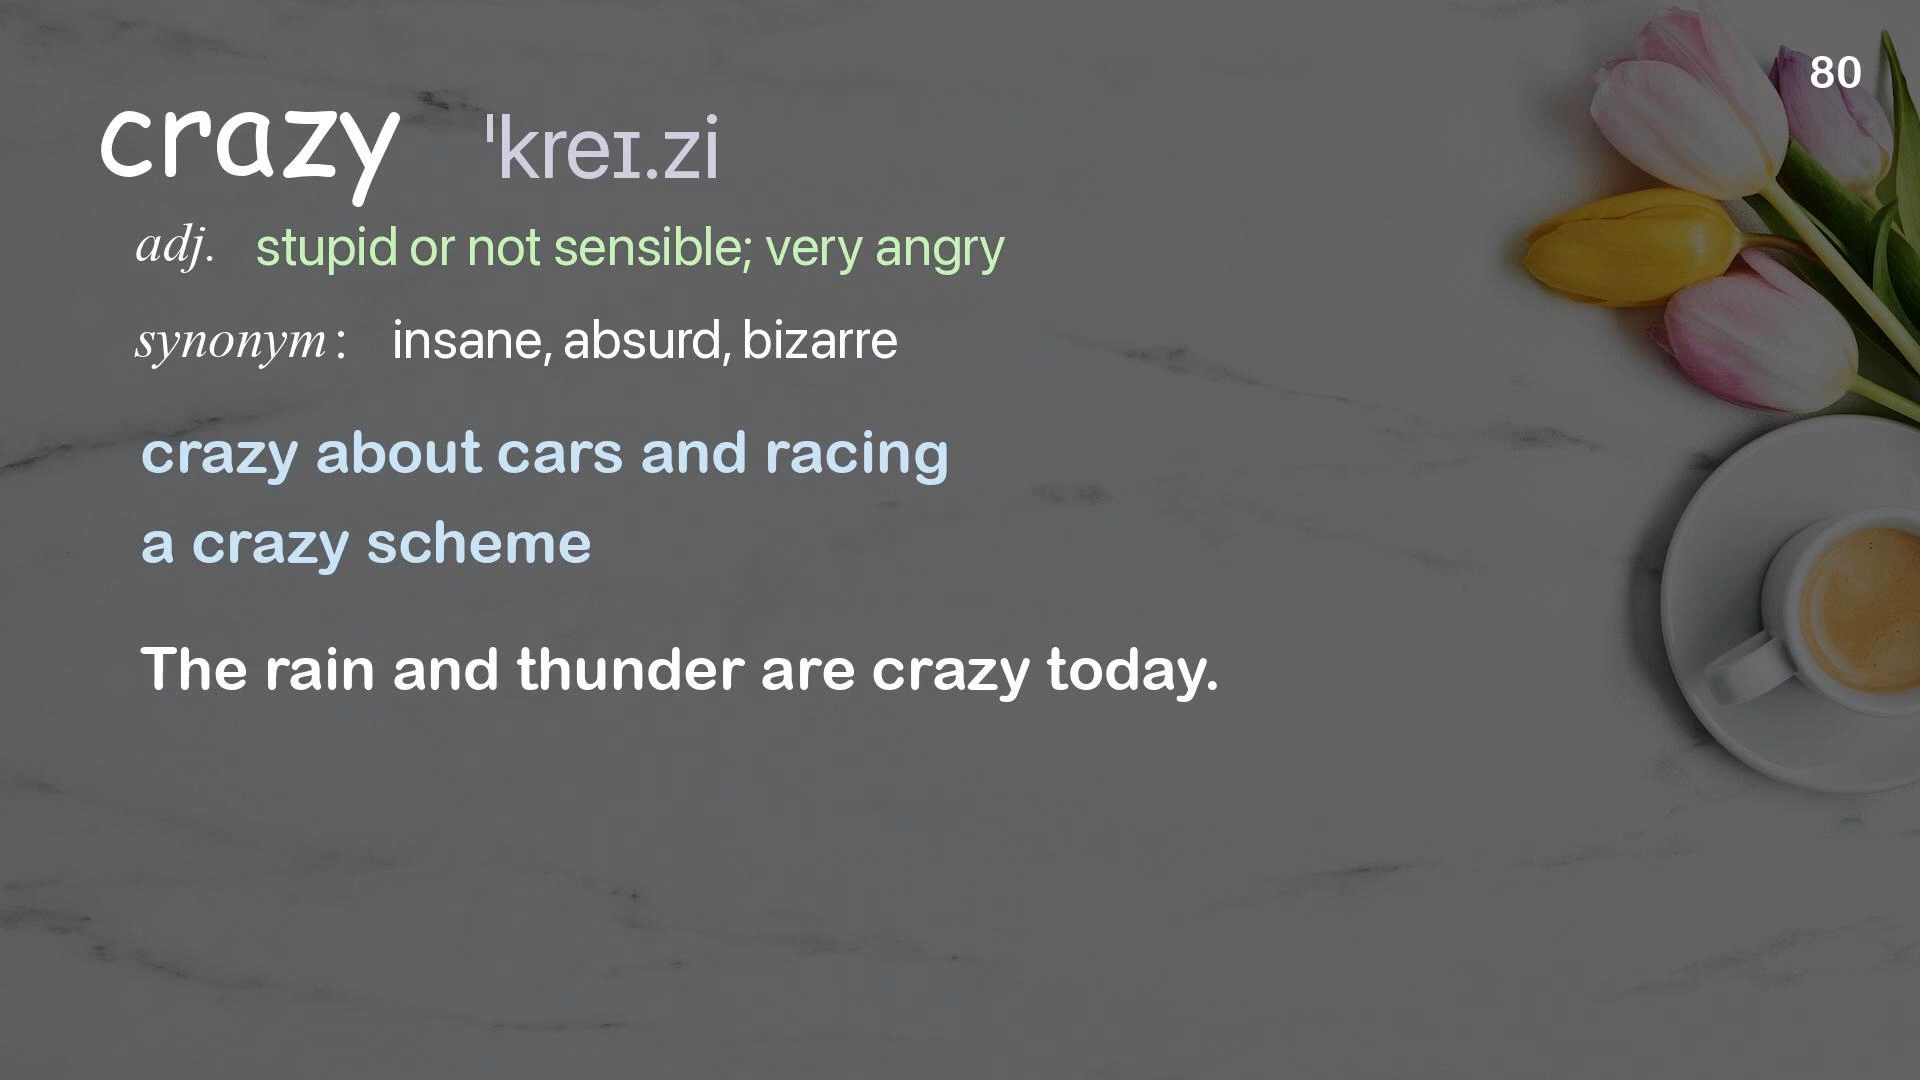 80
crazy ˈkreɪ.zi
adj. stupid or not sensible; very angry
synonym: insane, absurd, bizarre
crazy about cars and racing
a crazy scheme
The rain and thunder are crazy today.